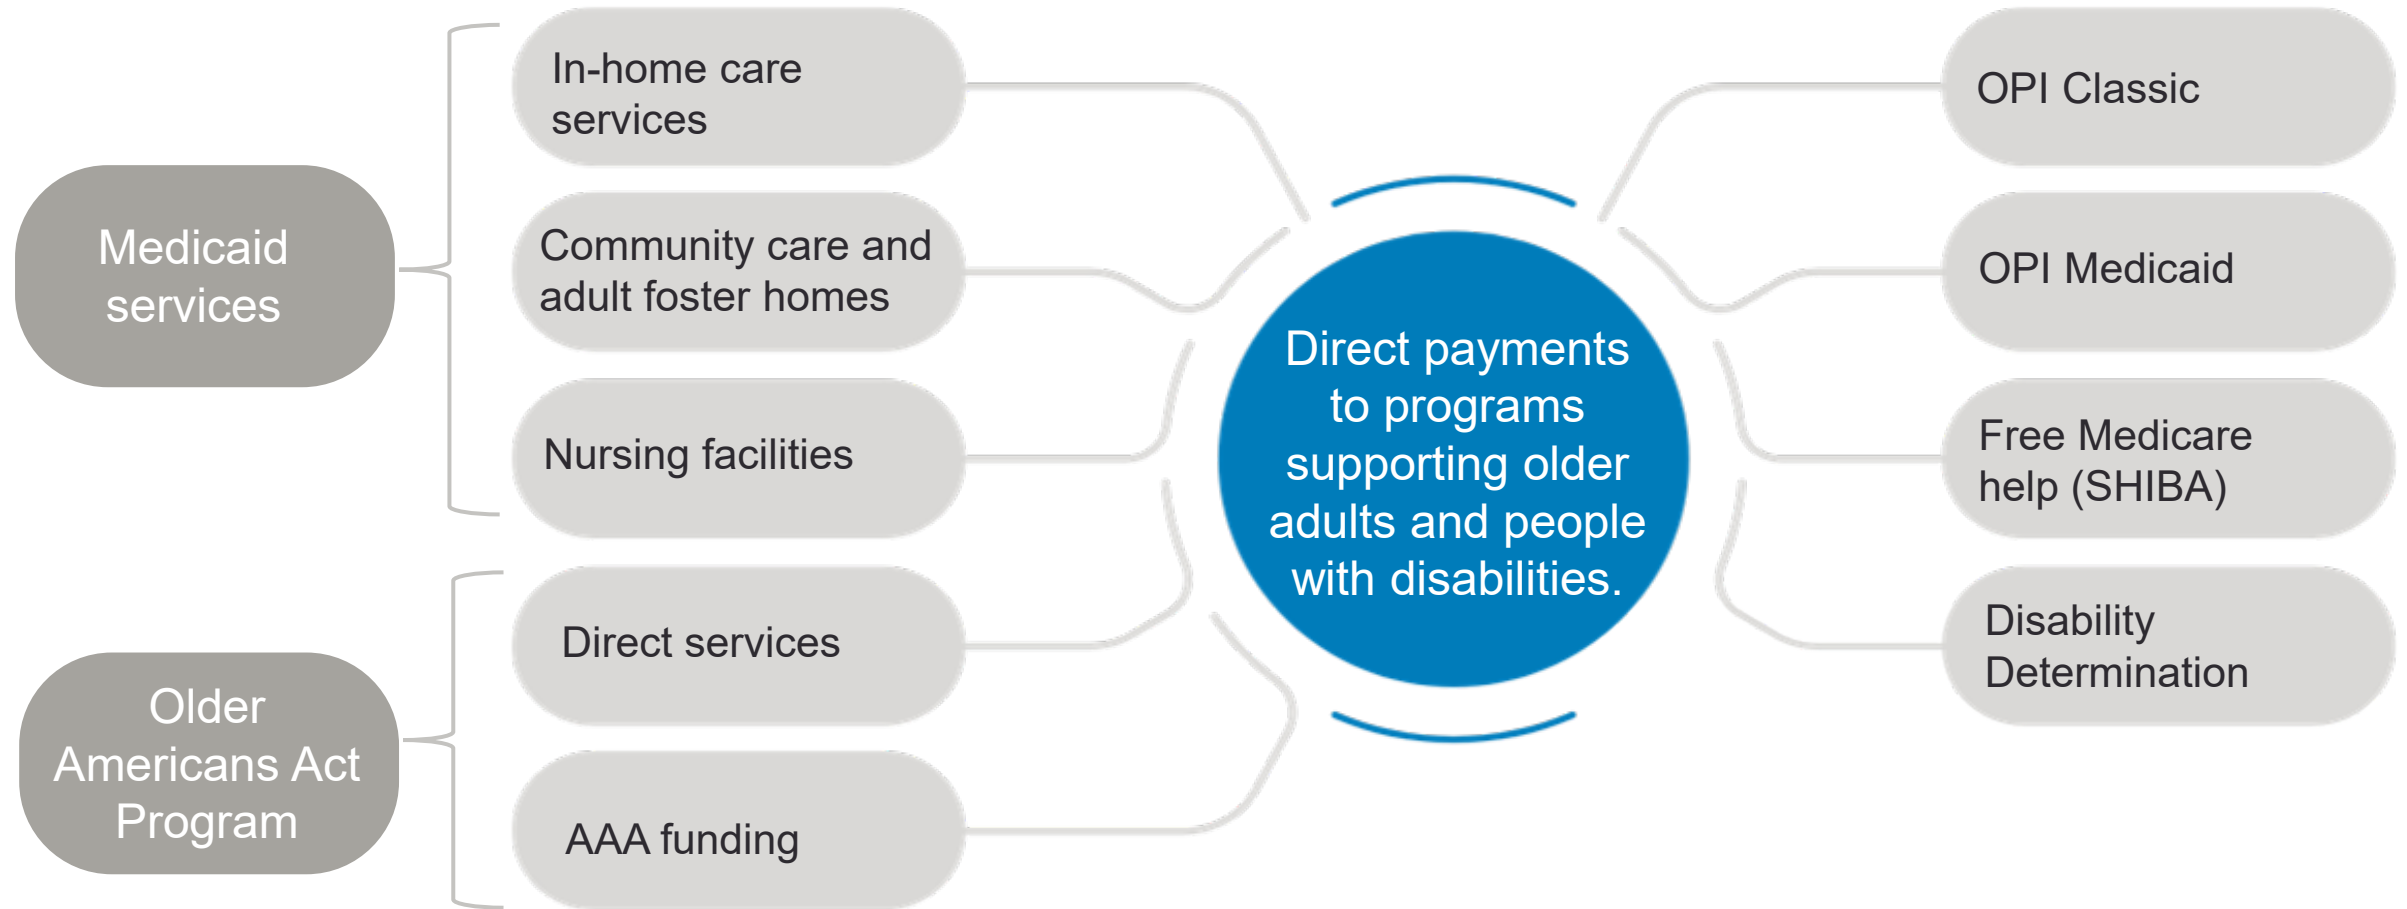 Medicaid
services
Older
Americans Act
Program
In-home care
services
Community care and
adult foster homes
Nursing facilities
Direct services
AAA funding
Direct payments
to programs
supporting older
adults and people
with disabilities.
OPI Classic
OPI Medicaid
Free Medicare
help (SHIBA)
Disability
Determination